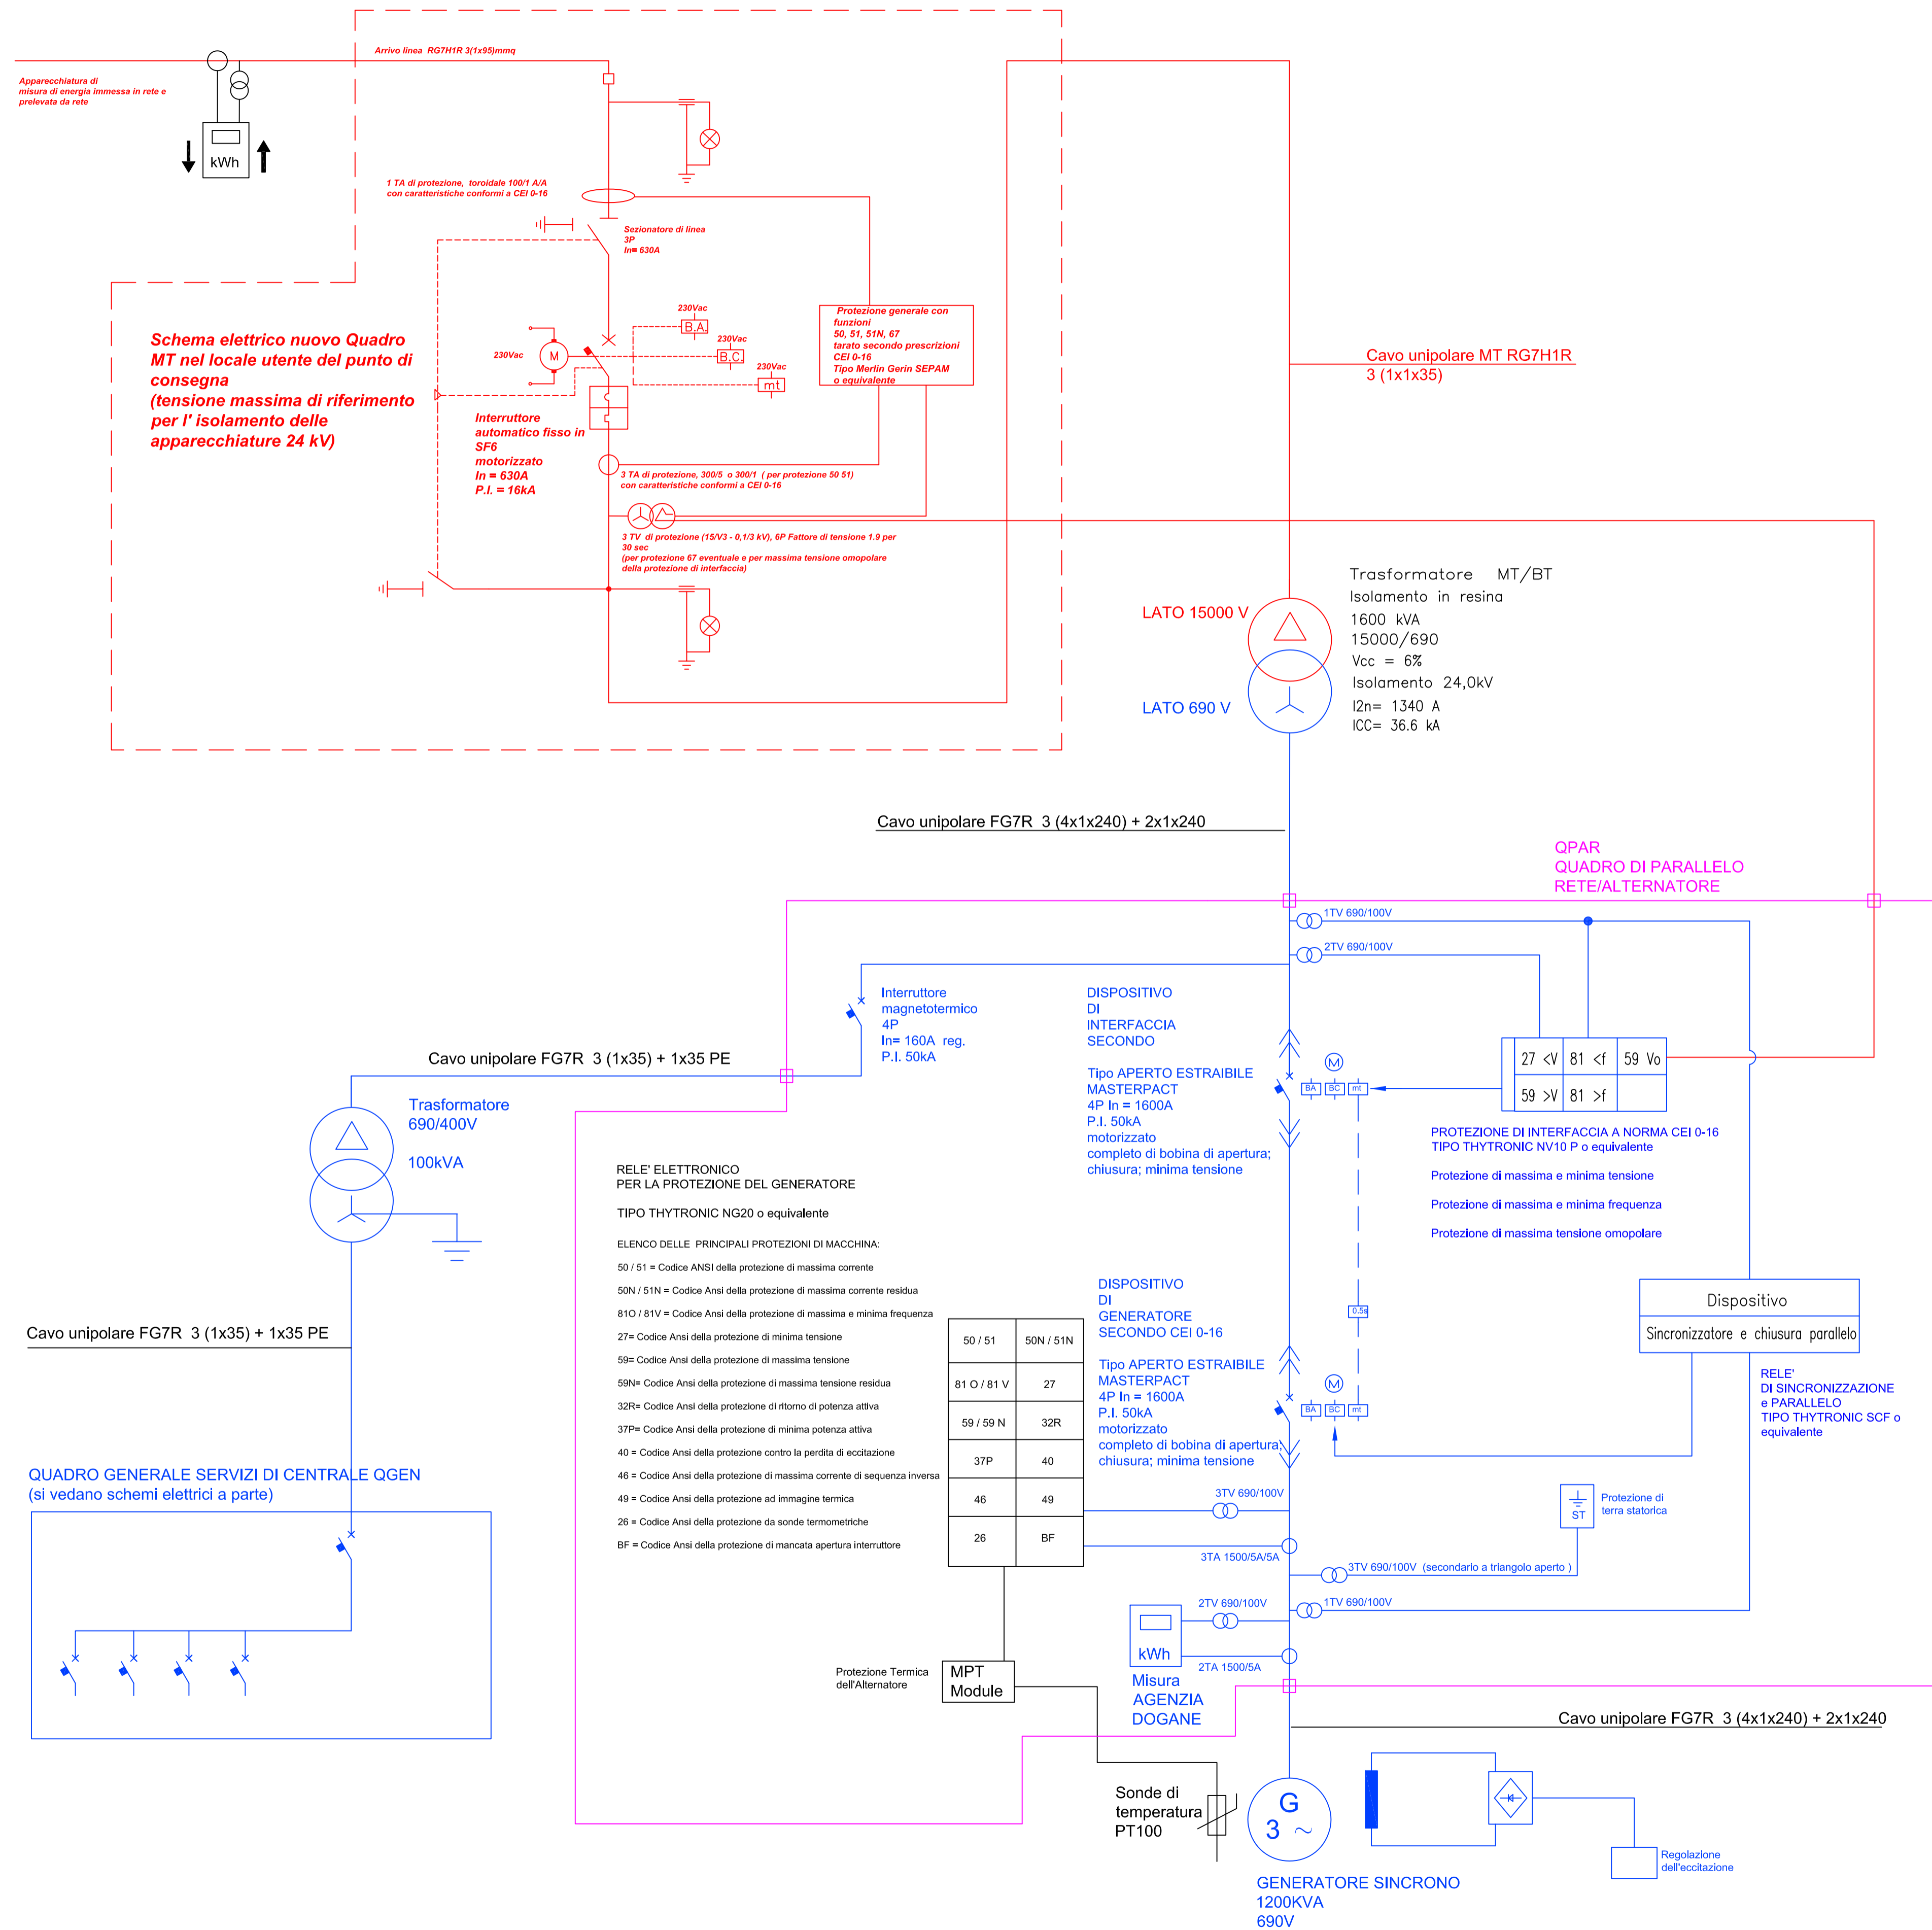 Arrivo linea RG7H1R 3(1x95)mmq
Apparecchiatura di
misura di energia immessa in rete e
prelevata da rete
kWh
1 TA di protezione, toroidale 100/1 A/A
con caratteristiche conformi a CEI 0-16
Sezionatore di linea
3P
In= 630A
Schema elettrico nuovo Quadro
MT nel locale utente del punto di
consegna
(tensione massima di riferimento
per l' isolamento delle
apparecchiature 24 kV)
230Vac
M
230Vac
B.A.
230Vac
B.C.
230Vac
mt
Protezione generale con
funzioni
50, 51, 51N, 67
tarato secondo prescrizioni
CEI 0-16
Tipo Merlin Gerin SEPAM
o equivalente
Interruttore
automatico fisso in
SF6
motorizzato
In = 630A
P.I. = 16kA
3 TA di protezione, 300/5 o 300/1 ( per protezione 50 51)
con caratteristiche conformi a CEI 0-16
3 TV di protezione (15/V3 - 0,1/3 kV), 6P Fattore di tensione 1.9 per
30 sec
(per protezione 67 eventuale e per massima tensione omopolare
della protezione di interfaccia)
Cavo unipolare MT RG7H1R
3 (1x1x35)
LATO 15000 V
LATO 690 V
Trasformatore MT/BT
Isolamento in resina
1600 kVA
15000/690
Vcc = 6%
Isolamento 24,0kV
I2n= 1340 A
ICC= 36.6 kA
Cavo unipolare FG7R 3 (4x1x240) + 2x1x240
QPAR
QUADRO DI PARALLELO
RETE/ALTERNATORE
1TV 690/100V
2TV 690/100V
Interruttore
magnetotermico
4P
In= 160A reg.
P.I. 50kA
DISPOSITIVO
DI
INTERFACCIA
SECONDO
Tipo APERTO ESTRAIBILE
MASTERPACT
4P In = 1600A
P.I. 50kA
motorizzato
completo di bobina di apertura;
chiusura; minima tensione
M
BA
BC
mt
27 <V
81 <f
59 Vo
59 >V
81 >f
PROTEZIONE DI INTERFACCIA A NORMA CEI 0-16
TIPO THYTRONIC NV10 P o equivalente
Protezione di massima e minima tensione
Protezione di massima e minima frequenza
Protezione di massima tensione omopolare
Cavo unipolare FG7R 3 (1x35) + 1x35 PE
Trasformatore
690/400V
100kVA
RELE' ELETTRONICO
PER LA PROTEZIONE DEL GENERATORE
TIPO THYTRONIC NG20 o equivalente
ELENCO DELLE PRINCIPALI PROTEZIONI DI MACCHINA:
50 / 51 = Codice ANSI della protezione di massima corrente
50N / 51N = Codice Ansi della protezione di massima corrente residua
81O / 81V = Codice Ansi della protezione di massima e minima frequenza
27= Codice Ansi della protezione di minima tensione
59= Codice Ansi della protezione di massima tensione
59N= Codice Ansi della protezione di massima tensione residua
32R= Codice Ansi della protezione di ritorno di potenza attiva
37P= Codice Ansi della protezione di minima potenza attiva
40 = Codice Ansi della protezione contro la perdita di eccitazione
46 = Codice Ansi della protezione di massima corrente di sequenza inversa
49 = Codice Ansi della protezione ad immagine termica
26 = Codice Ansi della protezione da sonde termometriche
BF = Codice Ansi della protezione di mancata apertura interruttore
50 / 51
50N / 51N
81 O / 81 V
27
59 / 59 N
32R
37P
40
46
49
26
BF
DISPOSITIVO
DI
GENERATORE
SECONDO CEI 0-16
Tipo APERTO ESTRAIBILE
MASTERPACT
4P In = 1600A
P.I. 50kA
motorizzato
completo di bobina di apertura;
chiusura; minima tensione
0.5s
M
BA
BC
mt
Dispositivo
Sincronizzatore e chiusura parallelo
RELE'
DI SINCRONIZZAZIONE
e PARALLELO
TIPO THYTRONIC SCF o
equivalente
Cavo unipolare FG7R 3 (1x35) + 1x35 PE
QUADRO GENERALE SERVIZI DI CENTRALE QGEN
(si vedano schemi elettrici a parte)
3TV 690/100V
3TA 1500/5A/5A
ST
Protezione di
terra statorica
3TV 690/100V (secondario a triangolo aperto )
2TV 690/100V
1TV 690/100V
kWh
2TA 1500/5A
Misura
AGENZIA
DOGANE
Protezione Termica
dell'Alternatore
MPT
Module
Cavo unipolare FG7R 3 (4x1x240) + 2x1x240
Sonde di
temperatura
PT100
G
3 ~
Regolazione
dell'eccitazione
GENERATORE SINCRONO
1200KVA
690V